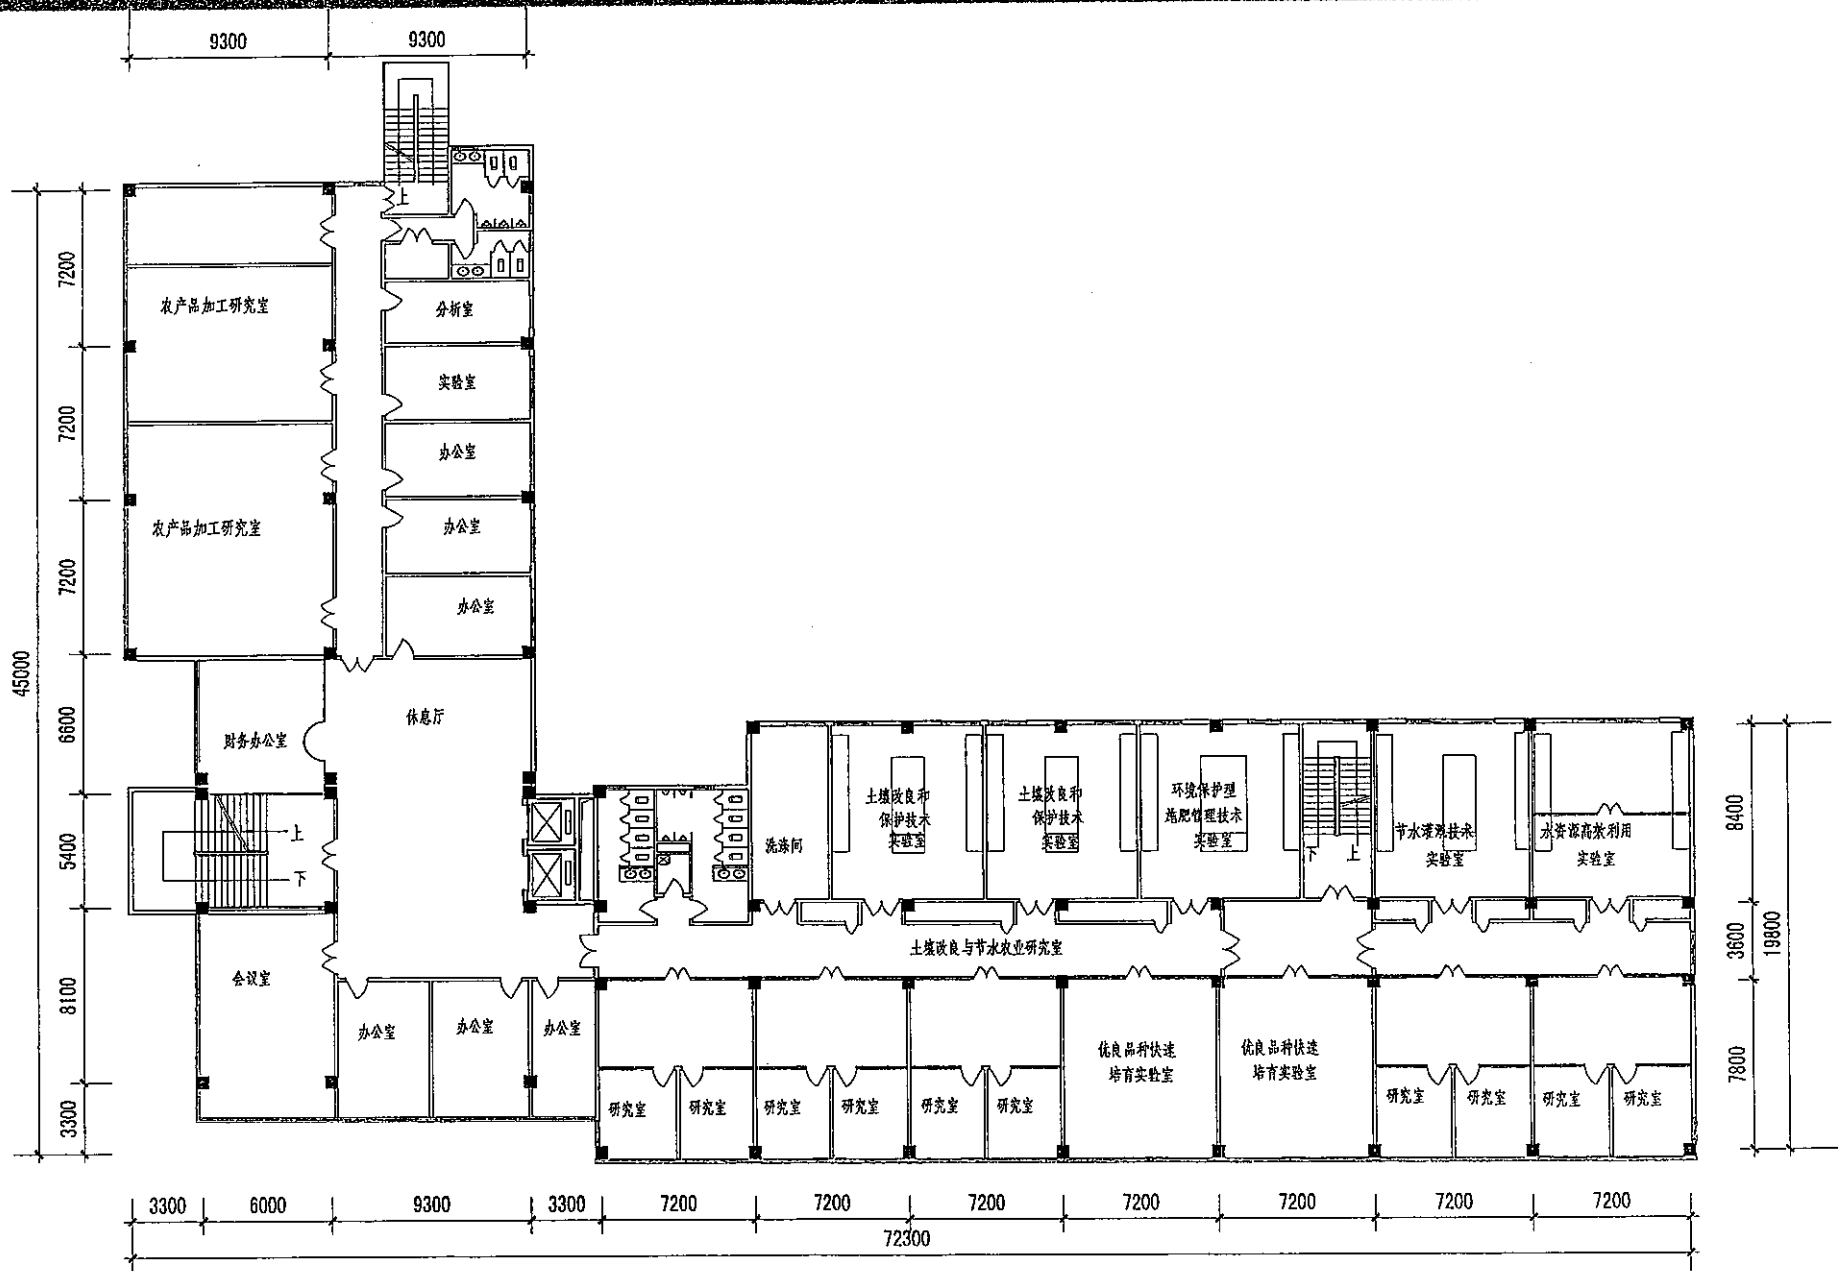 9300
9300
上
7200
农产品加工研究室
分析室
实验室
7200
办公室
农产品加工研究室
办公室
7200
办公室
45000
6600
休息厅
财务办公室
5400
上
下
土壤改良和
保护技术
实验室
土壤改良和
保护技术
实验室
环境保护型
施肥管理技术
实验室
洗涤间
下
上
节水灌溉技术
实验室
水资源高效利用
实验室
8400
3600
19800
土壤改良与节水农业研究室
8100
会议室
办公室
办公室
办公室
优良品种快速
培育实验室
优良品种快速
培育实验室
7800
3300
研究室
研究室
研究室
研究室
研究室
研究室
研究室
研究室
研究室
研究室
3300
6000
9300
3300
7200
7200
7200
7200
7200
7200
7200
72300